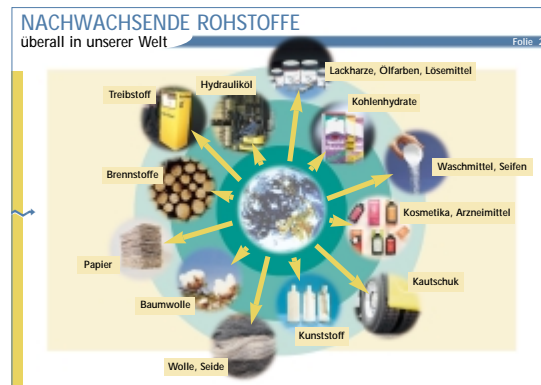 NACHWACHSENDE ROHSTOFFE
überall in unserer Welt
Folie 2
Lackharze, Ölfarben, Lösemittel
Hydrauliköl
Treibstoff
Kohlenhydrate
Waschmittel, Seifen
Brennstoffe
Kosmetika, Arzneimittel
Papier
Kautschuk
Baumwolle
Kunststoff
Wolle, Seide